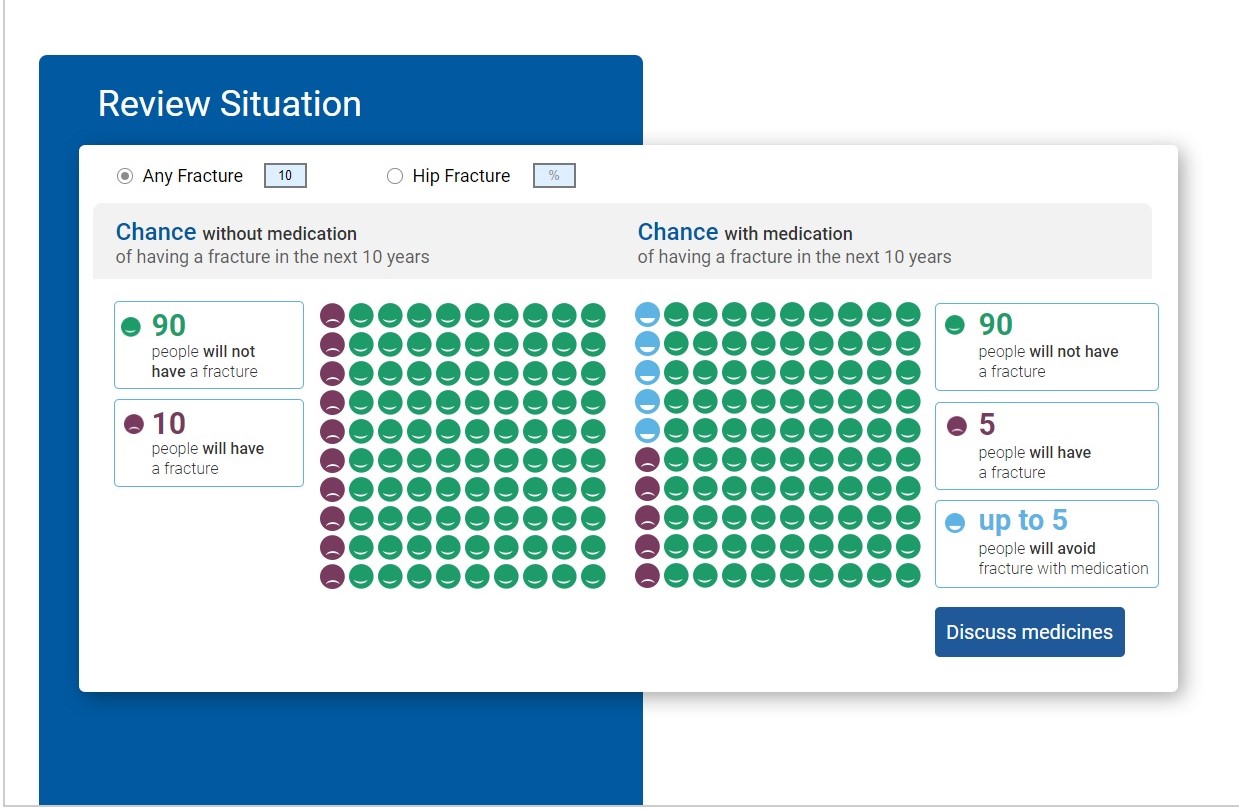 Review Situation
Any Fracture 10 Hip Fracture %
Chance without medication
of having a fracture in the next 10 years
Chance with medication
of having a fracture in the next 10 years
90
people will not
have a fracture
10
people will have
a fracture
90
people will not have
a fracture
5
people will have
a fracture
up to 5
people will avoid
fracture with medication
Discuss medicines